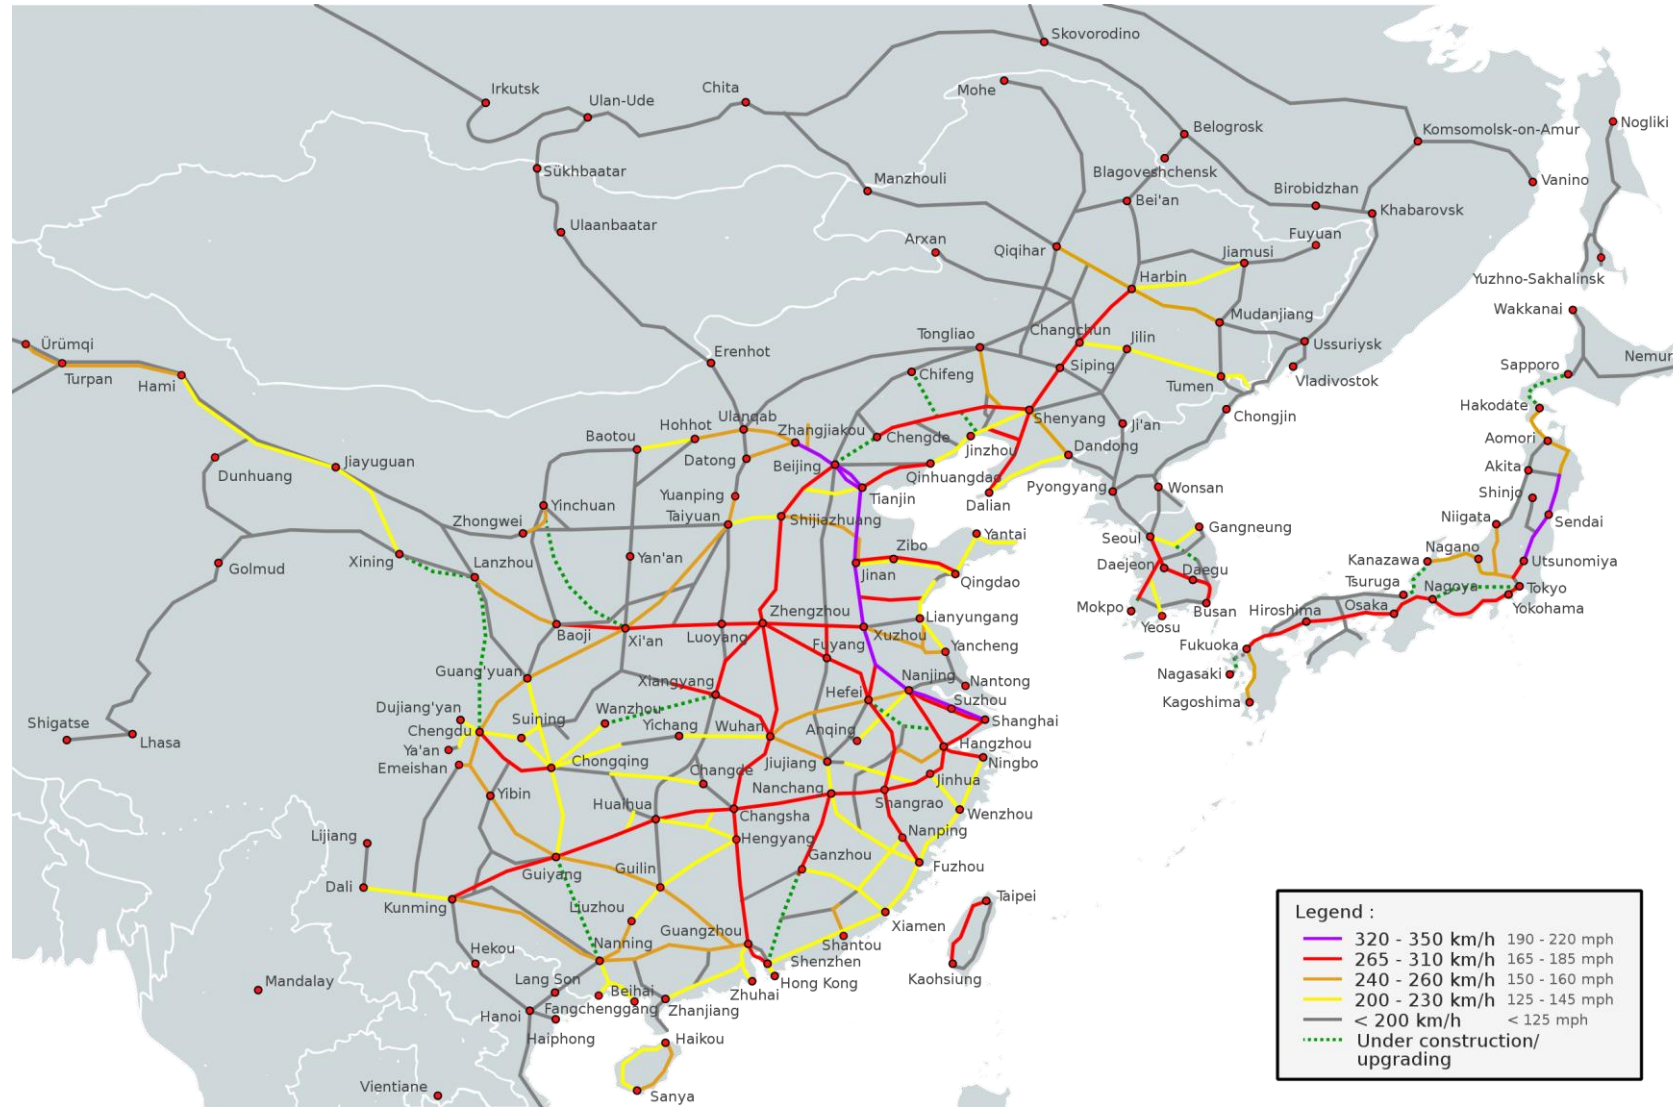 Skovorodino
Irkutsk
Ulan-Ude
Chita
Mohe
Belogrosk
Komsomolsk-on-Amur
Nogliki
Sükhbaatar
Manzhouli
Blagoveshchensk
Bei'an
Birobidzhan
Vanino
Khabarovsk
Ulaanbaatar
Arxan
Qiqihar
Fuyuan
Jiamusi
Harbin
Yuzhno-Sakhalinsk
Wakkanai
Mudanjiang
Ürümqi
Turpan
Hami
Erenhot
Tongliao
Changchun
Jilin
Ussuriysk
Siping
Chifeng
Tumen
Vladivostok
Sapporo
Nemur
Hohhot
Ulanqab
Zhangjiakou
Chengde
Shenyang
Ji'an
Chongjin
Hakodate
Baotou
Datong
Beijing
Jinzhou
Dandong
Aomori
Dunhuang
Jiayuguan
Qinhuangdao
Akita
Yinchuan
Yuanping
Tianjin
Dalian
Pyongyang
Wonsan
Shinjo
Zhongwei
Taiyuan
Shijiazhuang
Yantai
Seoul
Gangneung
Niigata
Sendai
Golmud
Xining
Lanzhou
Yan'an
Jinan
Zibo
Qingdao
Daejeon
Daegu
Kanazawa
Nagano
Utsunomiya
Tsuruga
Nagoya
Tokyo
Baoji
Xi'an
Luoyang
Zhengzhou
Xuzhou
Lianyungang
Mokpo
Yeosu
Busan
Hiroshima
Osaka
Yokohama
Fuyang
Yancheng
Fukuoka
Guang'yuan
Xiangyang
Hefei
Nanjing
Nantong
Nagasaki
Kagoshima
Shigatse
Lhasa
Dujiang'yan
Chengdu
Suining
Wanzhou
Yichang
Wuhan
Anqing
Suzhou
Shanghai
Ya'an
Emeishan
Chongqing
Changde
Jiujiang
Hangzhou
Ningbo
Yibin
Huaihua
Nanchang
Shangrao
Jinhua
Lijiang
Changsha
Hengyang
Nanping
Wenzhou
Dali
Kunming
Guiyang
Guilin
Ganzhou
Fuzhou
Liuzhou
Taipei
Hekou
Nanning
Guangzhou
Shantou
Xiamen
Mandalay
Lang Son
Beihai
Shenzhen
Kaohsiung
Hanoi
Fangchenggang
Zhanjiang
Zhuhai
Hong Kong
Haiphong
Haikou
Vientiane
Sanya
Legend :
320 - 350 km/h 190 - 220 mph
265 - 310 km/h 165 - 185 mph
240 - 260 km/h 150 - 160 mph
200 - 230 km/h 125 - 145 mph
< 200 km/h < 125 mph
Under construction/
upgrading